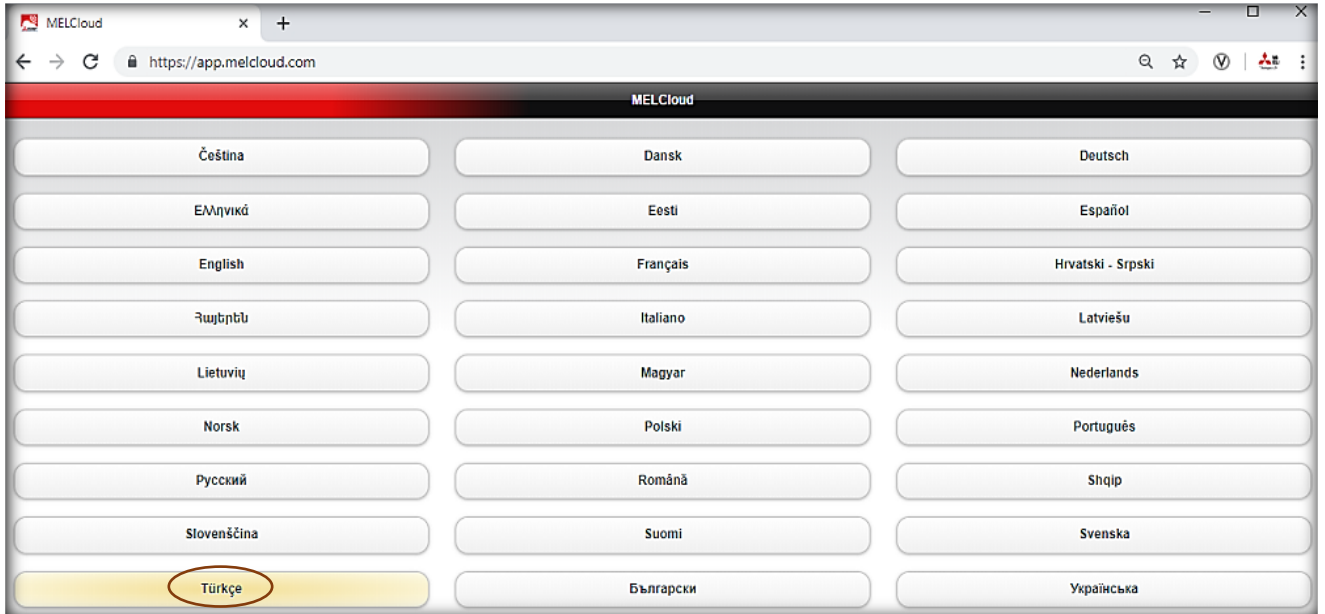 MELCloud
https://app.melcloud.com
MELCloud
Čeština Dansk Deutsch
Ελληνικά Eesti Español
English Français Hrvatski - Srpski
Հայերեն Italiano Latviešu
Lietuvių Magyar Nederlands
Norsk Polski Português
Русский Română Shqip
Slovenščina Suomi Svenska
Türkçe Български Українська